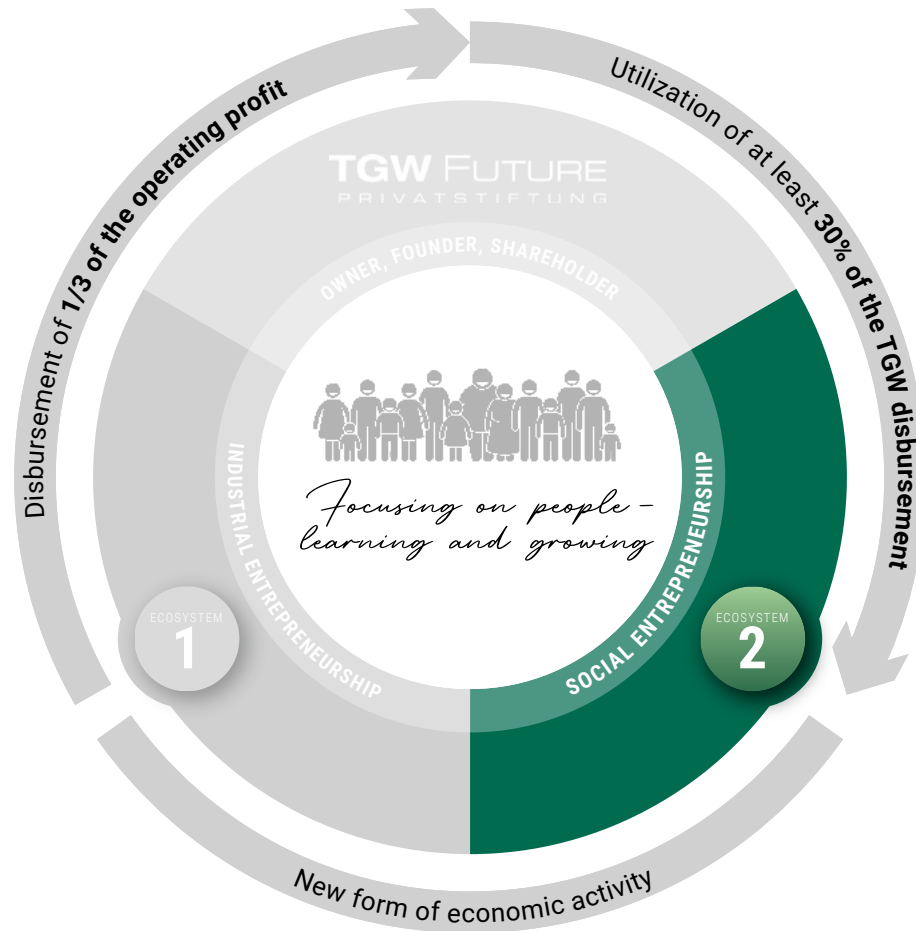 Disbursement of 1/3 of the operating profit
Utilization of at least 30% of the TGW disbursement
TGW FUTURE
PRIVATSTIFTUNG
OWNER, FOUNDER, SHAREHOLDER
Focusing on people –
learning and growing
INDUSTRIAL ENTREPRENEURSHIP
SOCIAL ENTREPRENEURSHIP
ECOSYSTEM
1
ECOSYSTEM
2
New form of economic activity